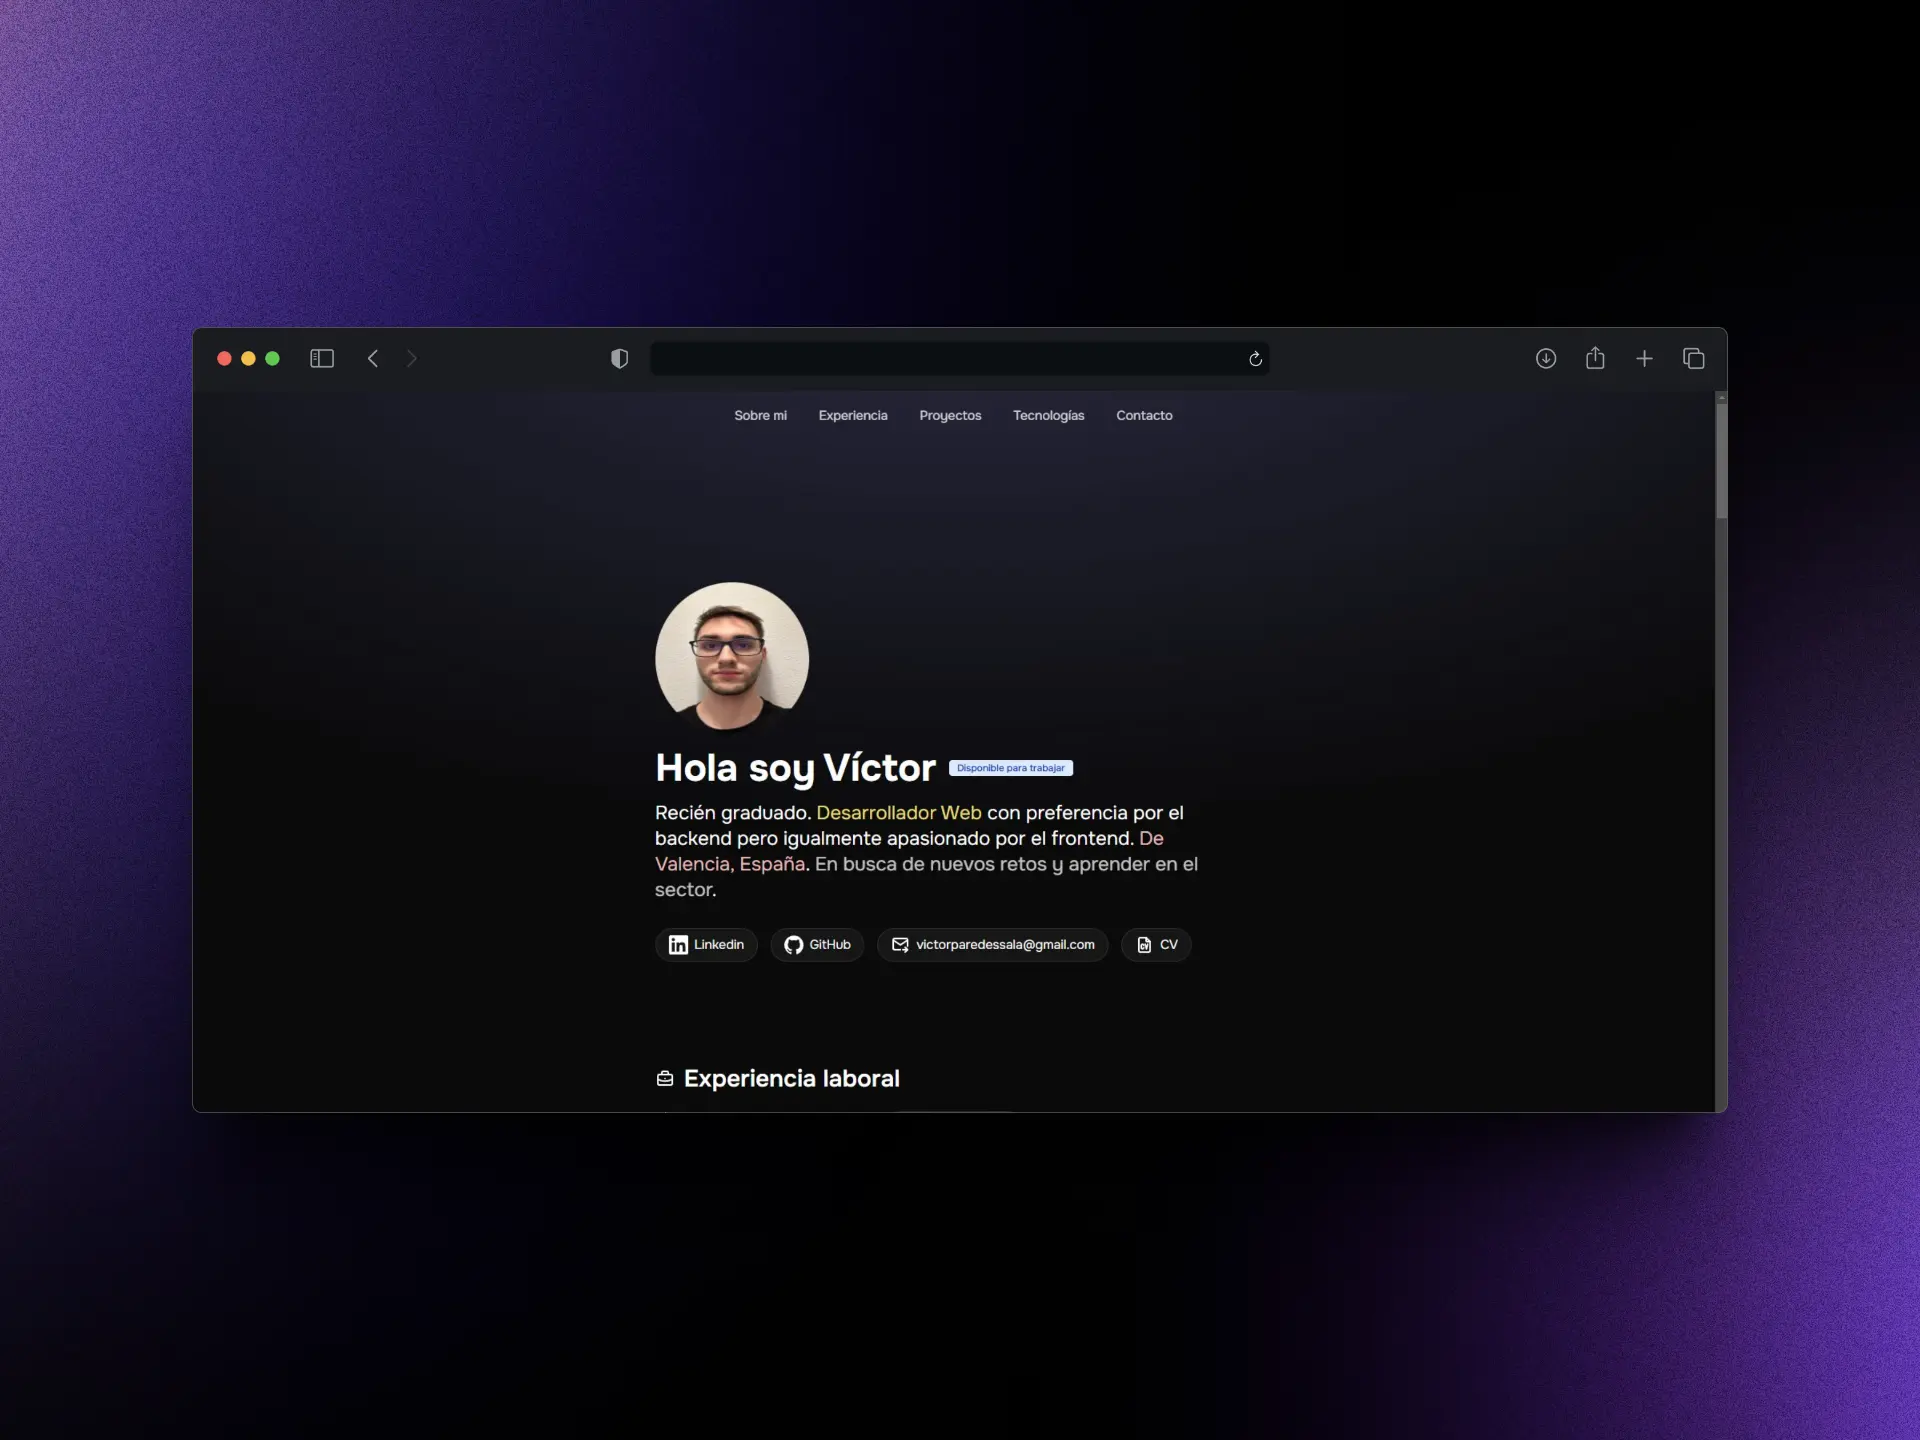 Sobre mi Experiencia Proyectos Tecnologías Contacto
Hola soy Víctor Disponible para trabajar
Recién graduado. Desarrollador Web con preferencia por el
backend pero igualmente apasionado por el frontend. De
Valencia, España. En busca de nuevos retos y aprender en el
sector.
Linkedin GitHub victorparedessala@gmail.com CV
Experiencia laboral